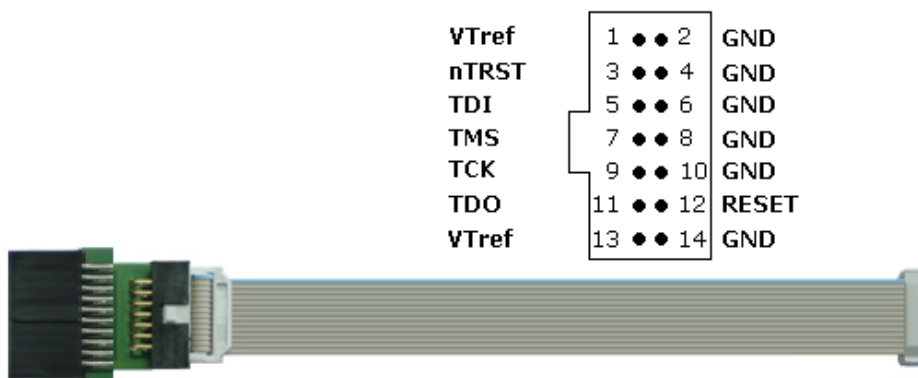 VTref 1 2 GND
nTRST 3 4 GND
TDI 5 6 GND
TMS 7 8 GND
TCK 9 10 GND
TDO 11 12 RESET
VTref 13 14 GND